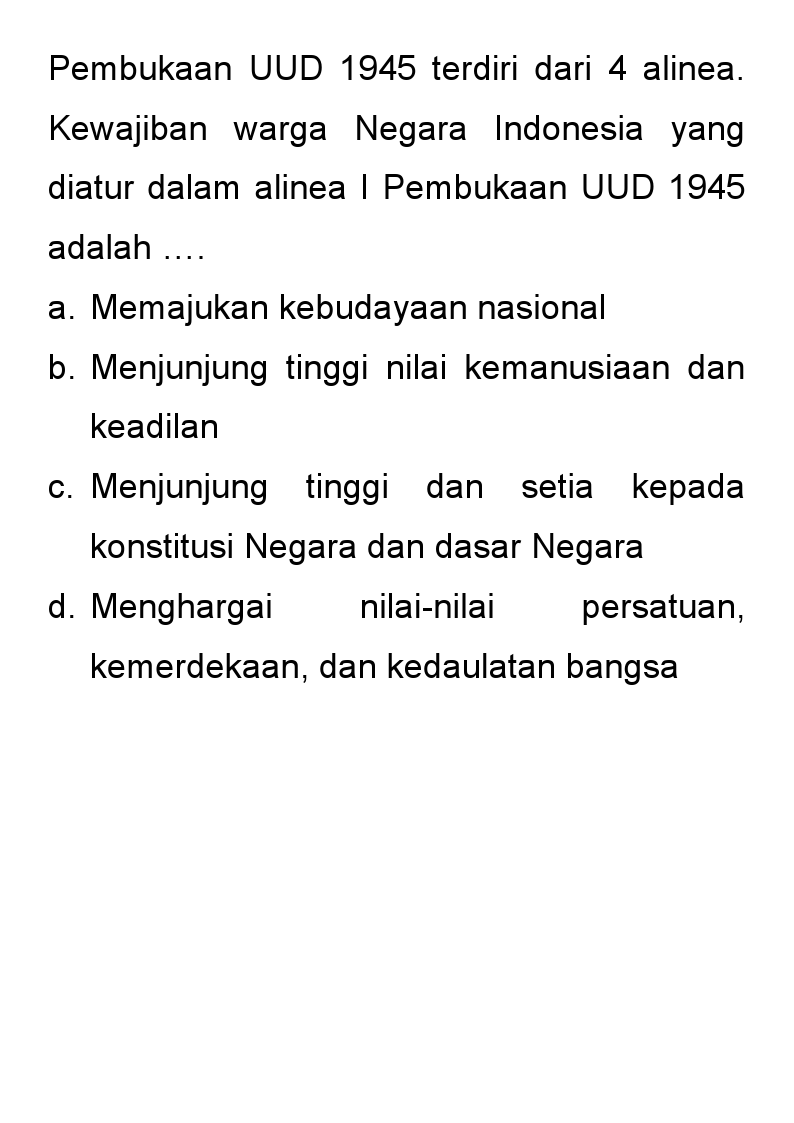 Pembukaan UUD 1945 terdiri dari 4 alinea.
Kewajiban warga Negara Indonesia yang
diatur dalam alinea I Pembukaan UUD 1945
adalah ….
a. Memajukan kebudayaan nasional
b. Menjunjung tinggi nilai kemanusiaan dan
keadilan
c. Menjunjung tinggi dan setia kepada
konstitusi Negara dan dasar Negara
d. Menghargai nilai-nilai persatuan,
kemerdekaan, dan kedaulatan bangsa